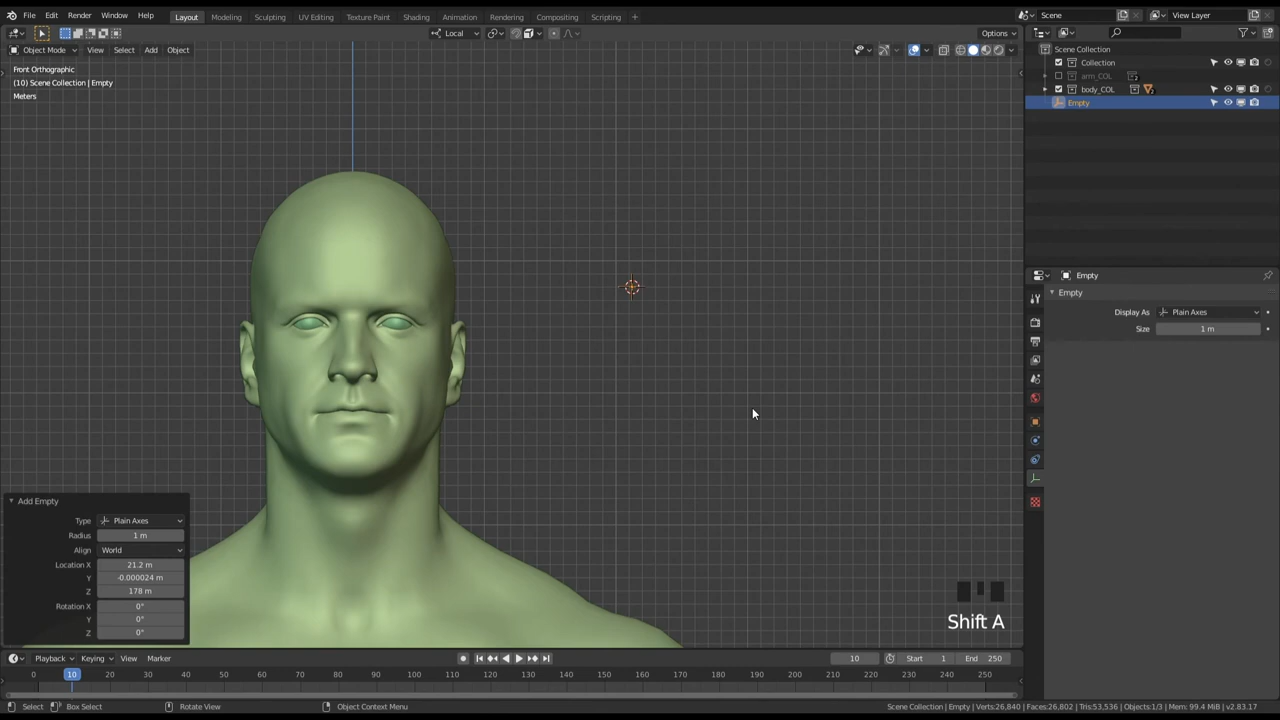 File Edit Render Window Help Layout Modeling Sculpting UV Editing Texture Paint Shading Animation Rendering Compositing Scripting + Scene View Layer
Local Options
Object Mode View Select Add Object
Front Orthographic
(10) Scene Collection | Empty
Meters
Scene Collection
Collection
arm_COL
body_COL
Empty
Empty
Empty
Display As Plain Axes
Size 1 m
Add Empty
Type Plain Axes
Radius 1 m
Align World
Location X 21.2 m
Y -0.000024 m
Z 178 m
Rotation X 0°
Y 0°
Z 0°
Shift A
Playback Keying View Marker 10 Start 1 End 250
0 10 20 30 40 50 60 70 80 90 100 110 120 130 140 150 160 170 180 190 200 210 220 230 240 250
Select Box Select Rotate View Object Context Menu Scene Collection | Empty | Verts:26,840 | Faces:26,802 | Tris:53,536 | Objects:1/3 | Mem: 99.4 MiB | v2.83.17